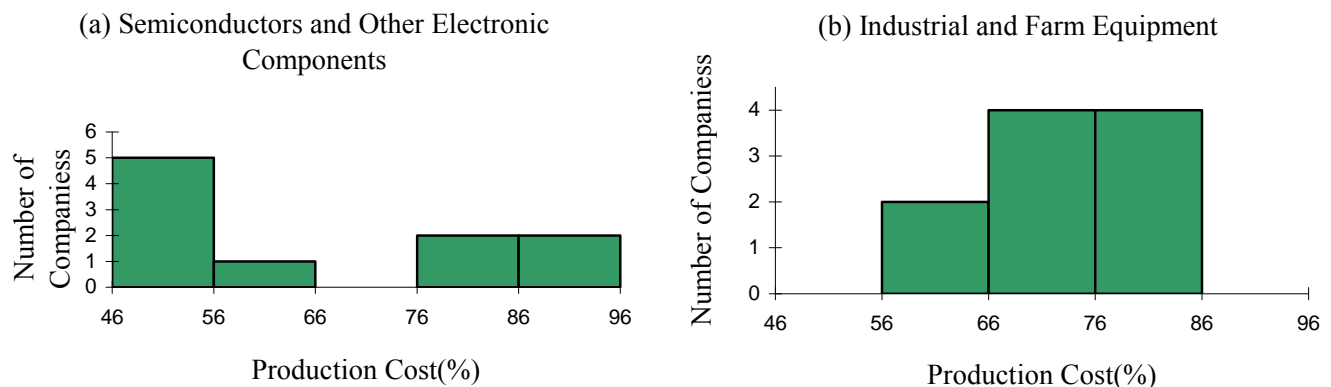 (a) Semiconductors and Other Electronic
Components
Number of
Companiess
6
5
4
3
2
1
0
46 56 66 76 86 96
Production Cost(%)
(b) Industrial and Farm Equipment
Number of Companiess
4
3
2
1
0
46 56 66 76 86 96
Production Cost(%)